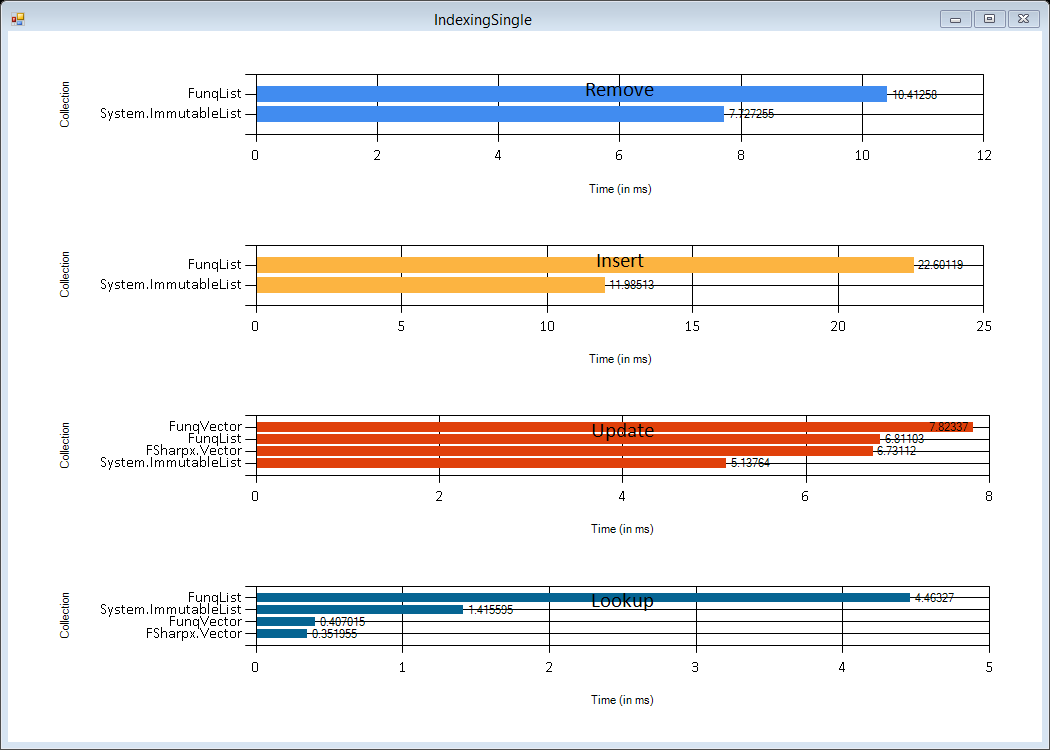 IndexingSingle
Remove
Collection
FunqList 10.41258
System.ImmutableList 7.727255
0 2 4 6 8 10 12
Time (in ms)
Insert
Collection
FunqList 22.60119
System.ImmutableList 11.98513
0 5 10 15 20 25
Time (in ms)
Update
Collection
FunqVector 7.82337
FunqList 6.81103
FSharpx.Vector 6.73112
System.ImmutableList 5.13764
0 2 4 6 8
Time (in ms)
Lookup
Collection
FunqList 4.46327
System.ImmutableList 1.415595
FunqVector 0.407015
FSharpx.Vector 0.351955
0 1 2 3 4 5
Time (in ms)